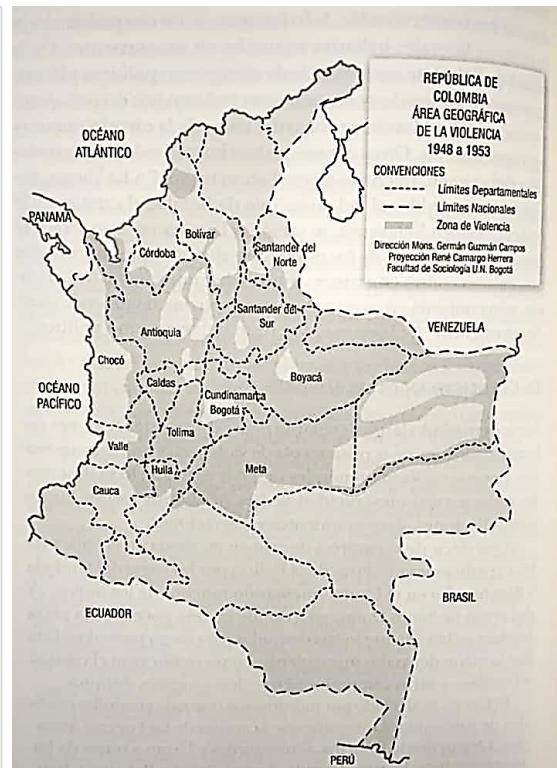 REPÚBLICA DE
COLOMBIA
ÁREA GEOGRÁFICA
DE LA VIOLENCIA
1948 a 1953
CONVENCIONES
Límites Departamentales
Límites Nacionales
Zona de Violencia
Dirección Mons. Germán Guzmán Campos
Proyección René Camargo Herrera
Facultad de Sociología U.N. Bogotá
OCÉANO
ATLÁNTICO
PANAMÁ
Bolívar
Córdoba
Santander del
Norte
Santander del
Sur
VENEZUELA
Antioquia
Chocó
Boyacá
Caldas
OCÉANO
PACÍFICO
Cundinamarca
Bogotá
Tolima
Valle
Huila
Meta
Cauca
BRASIL
ECUADOR
PERÚ